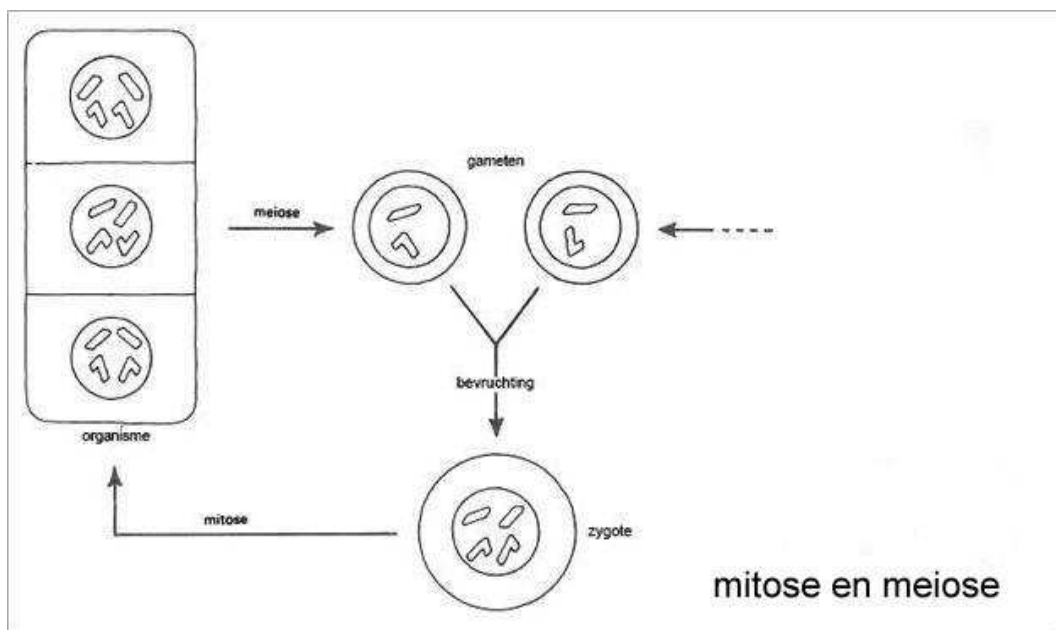 gameten
meiose
bevruchting
organisme
mitose
zygote
mitose en meiose